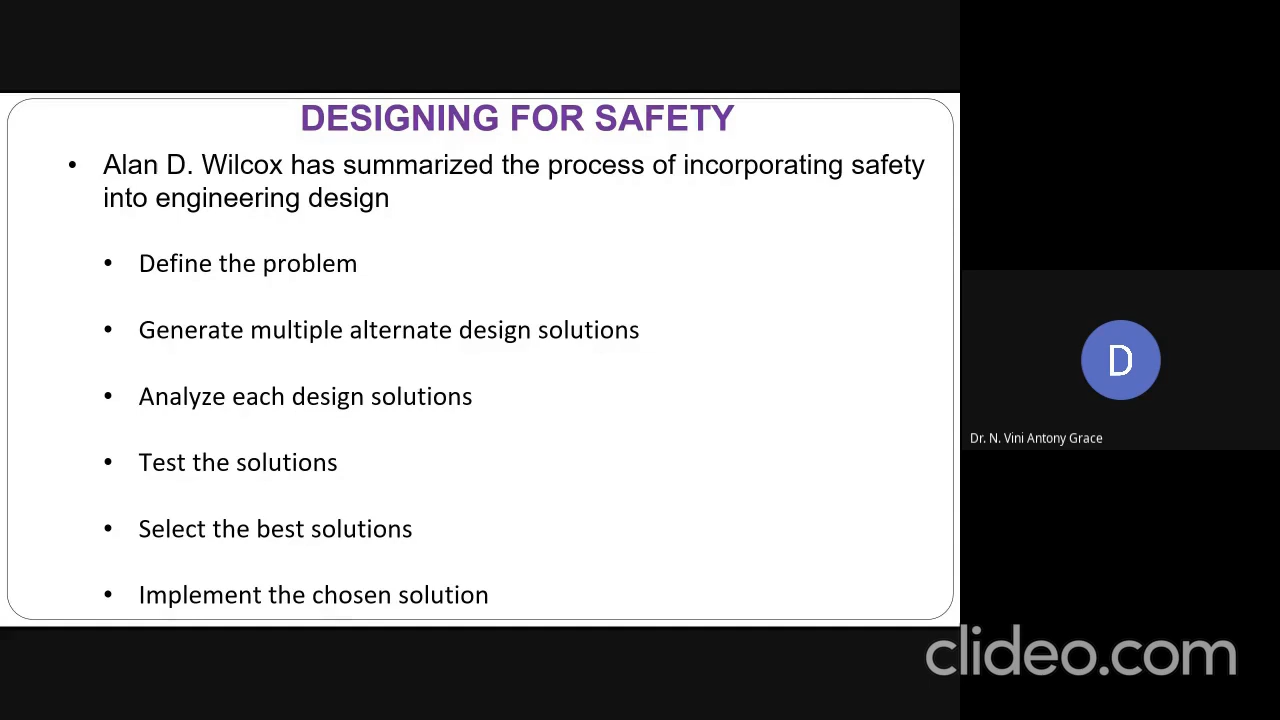 DESIGNING FOR SAFETY
• Alan D. Wilcox has summarized the process of incorporating safety
into engineering design
• Define the problem
• Generate multiple alternate design solutions
• Analyze each design solutions
• Test the solutions
• Select the best solutions
• Implement the chosen solution
D
Dr. N. Vini Antony Grace
clideo.com